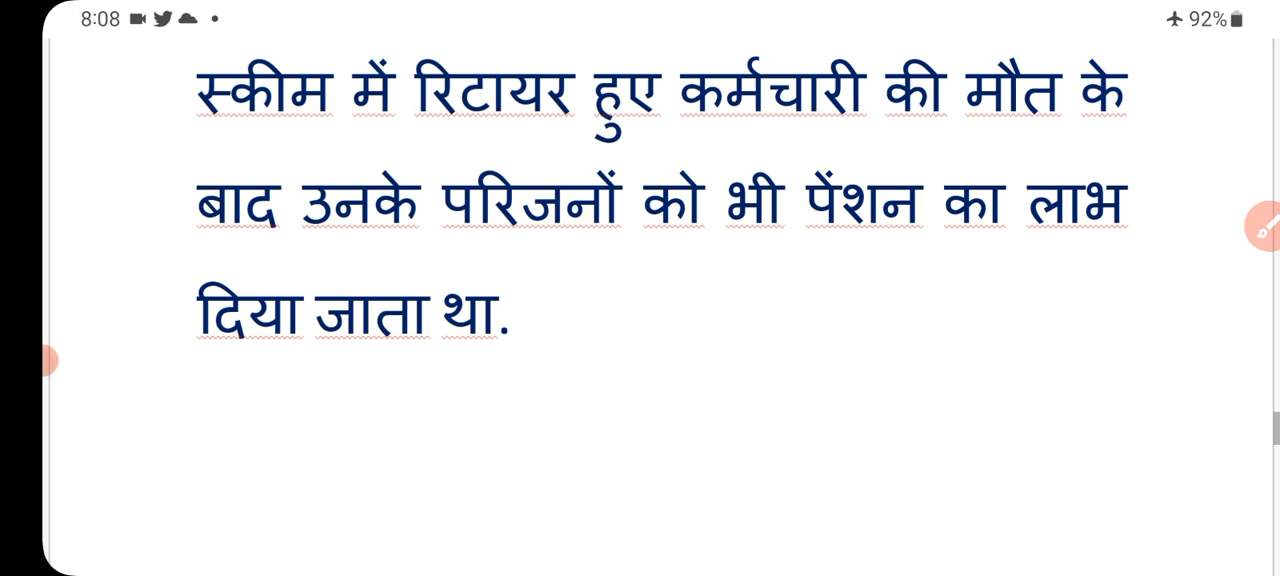 8:08
92%
स्कीम में रिटायर हुए कर्मचारी की मौत के
बाद उनके परिजनों को भी पेंशन का लाभ
दिया जाता था.